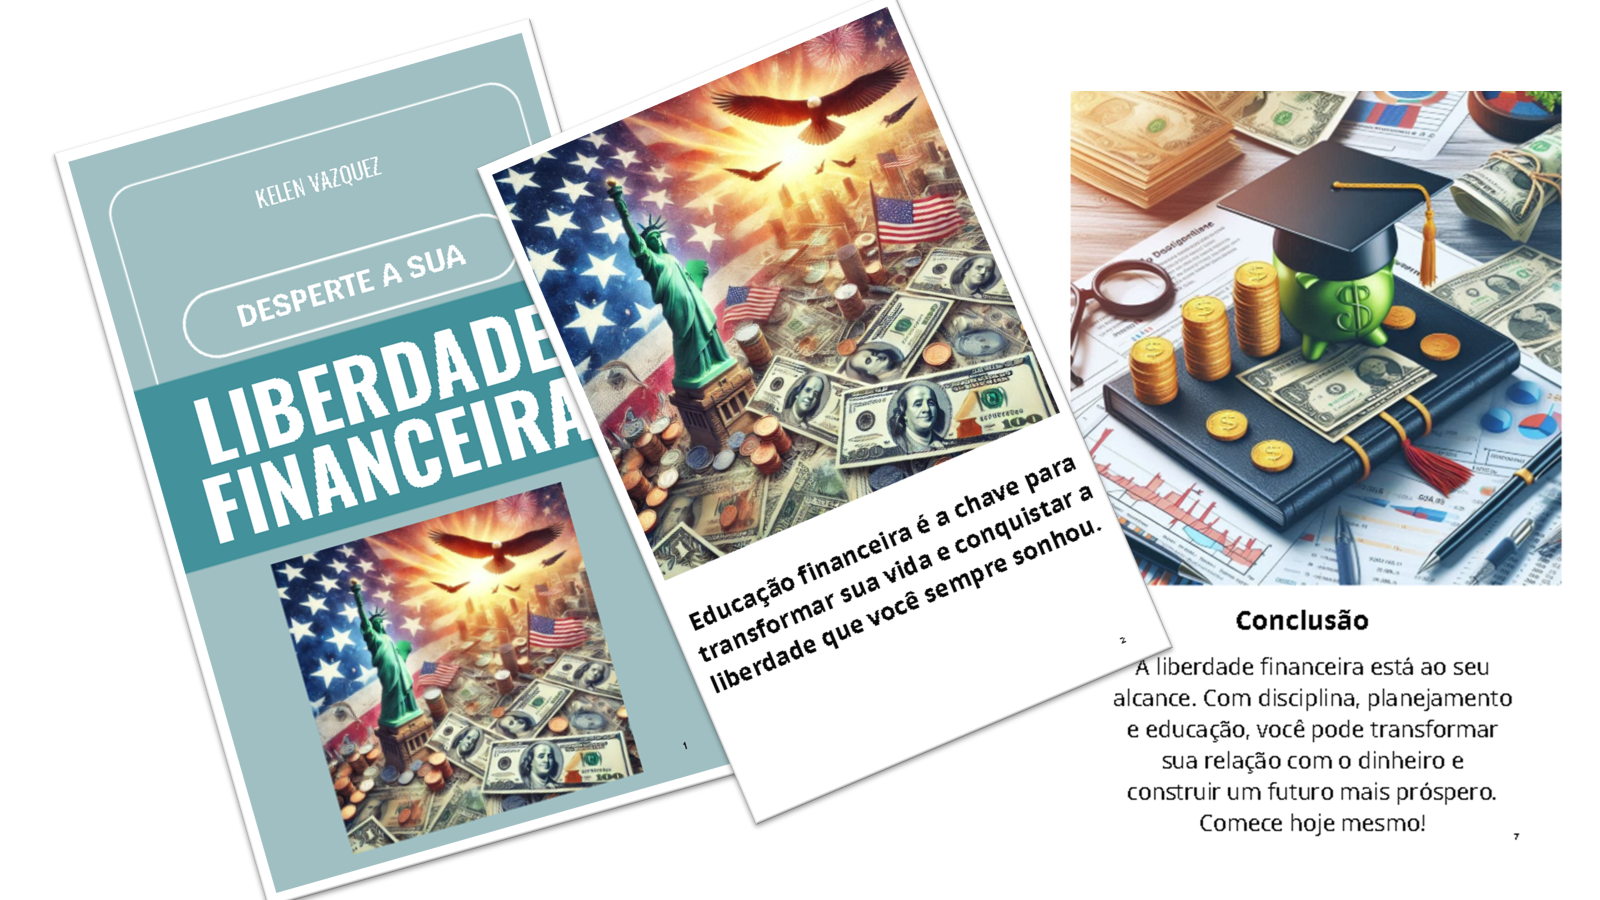 KELEN VAZQUEZ
DESPERTE A SUA
LIBERDADE
FINANCEIRA
1
Educação financeira é a chave para
transformar sua vida e conquistar a
liberdade que você sempre sonhou.
2
100
100
Conclusão
A liberdade financeira está ao seu
alcance. Com disciplina, planejamento
e educação, você pode transformar
sua relação com o dinheiro e
construir um futuro mais próspero.
Comece hoje mesmo!
7